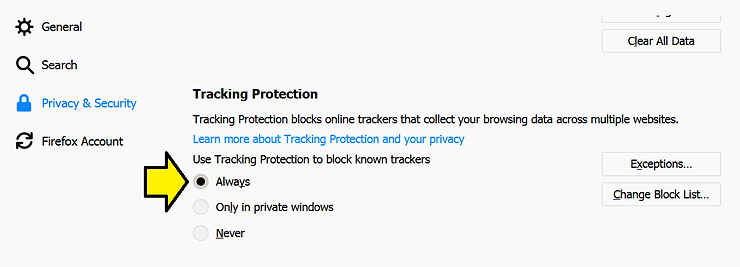 General
Search
Privacy & Security
Firefox Account
Clear All Data
Tracking Protection
Tracking Protection blocks online trackers that collect your browsing data across multiple websites.
Learn more about Tracking Protection and your privacy
Use Tracking Protection to block known trackers
Exceptions...
Always
Change Block List...
Only in private windows
Never